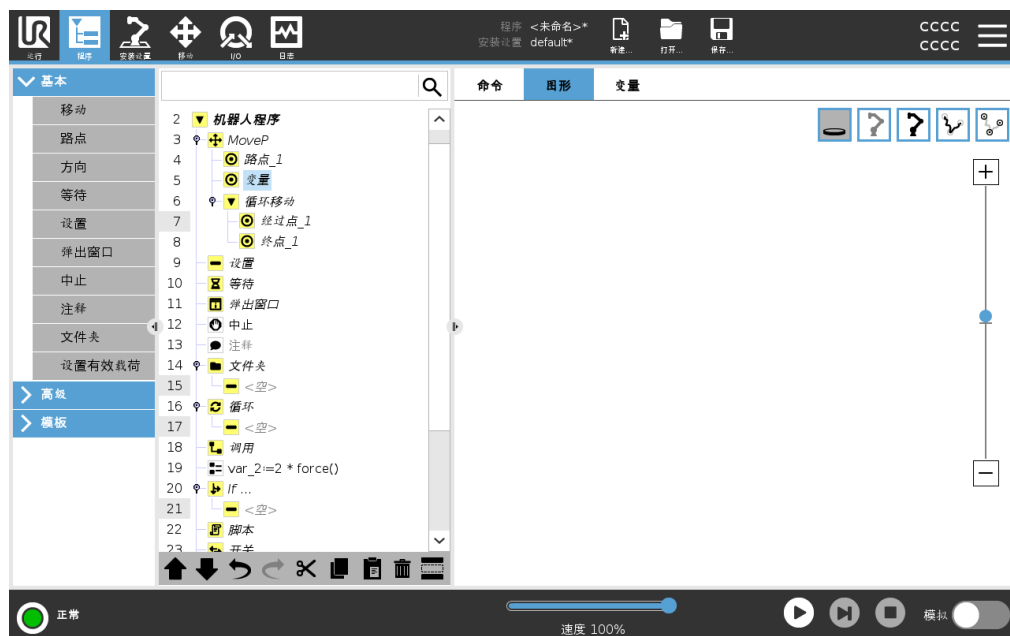 程序 <未命名>*
安装设置 default*
CCCC
CCCC
运行 程序 安装设置 移动 I/O 日志 新建... 打开... 保存...
基本
移动
路点
方向
等待
设置
弹出窗口
中止
注释
文件夹
设置有效载荷
高级
模板
2 机器人程序
3 MoveP
4 路点_1
5 变量
6 循环移动
7 经过点_1
8 终点_1
9 设置
10 等待
11 弹出窗口
12 中止
13 注释
14 文件夹
15 <空>
16 循环
17 <空>
18 调用
19 var_2:=2 * force()
20 If ...
21 <空>
22 脚本
23 开关
命令 图形 变量
正常
速度 100%
模拟